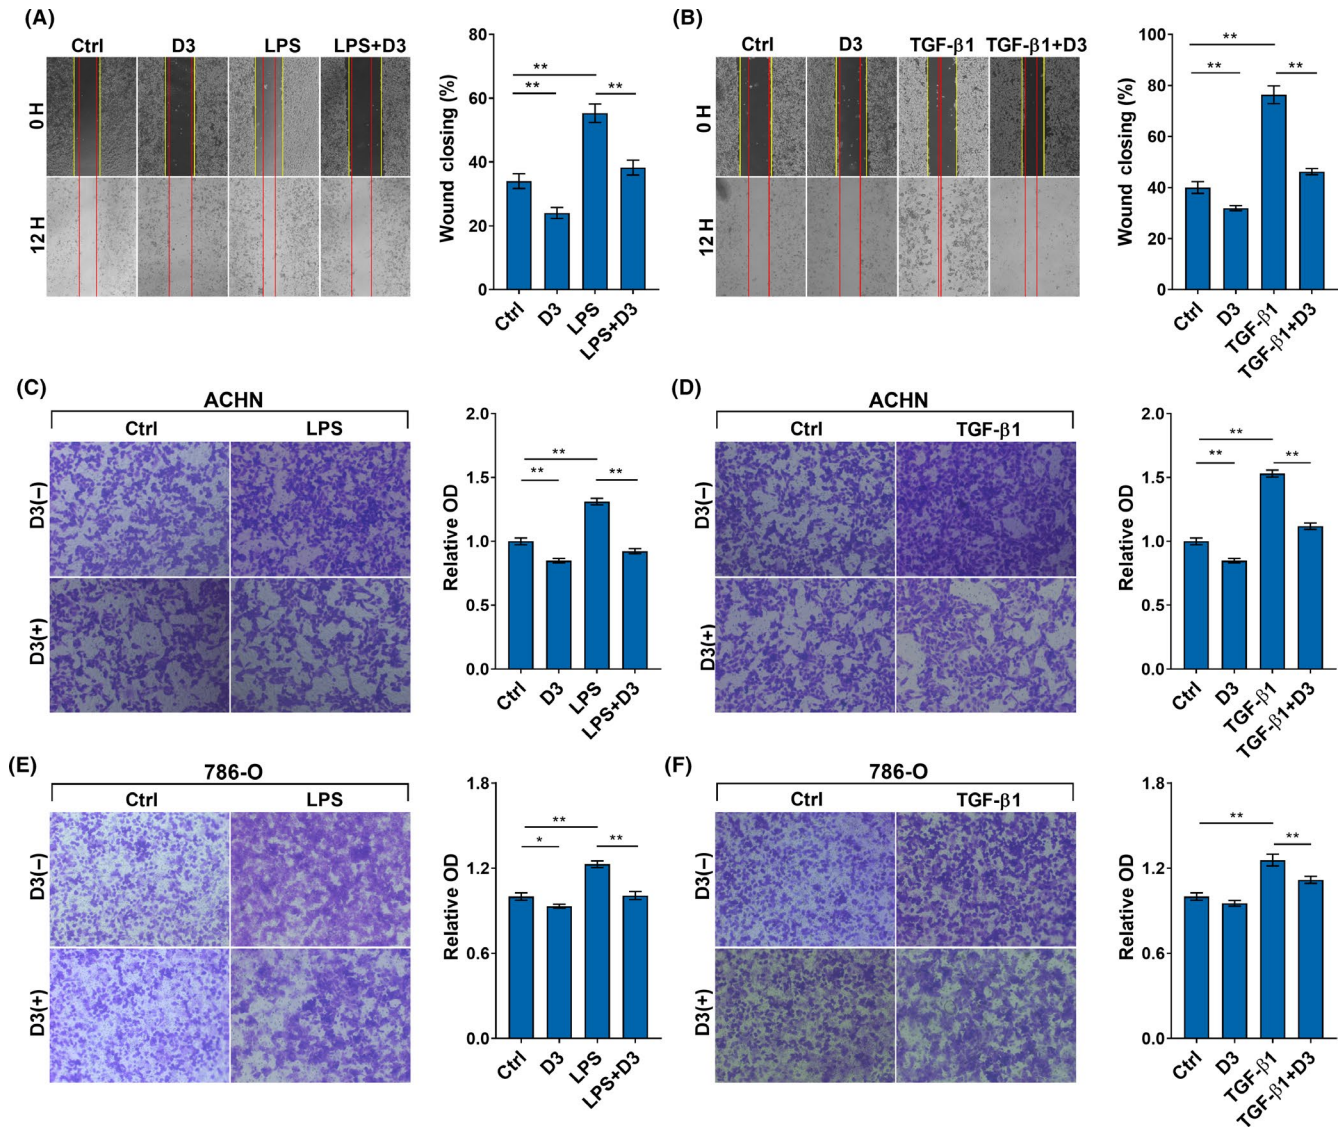 (A)
Ctrl D3 LPS LPS+D3
0 H
12 H
Wound closing (%)
80
60
40
20
0
** ** **
Ctrl D3 LPS LPS+D3
(B)
Ctrl D3 TGF-β1 TGF-β1+D3
0 H
12 H
Wound closing (%)
100
80
60
40
20
0
** ** **
Ctrl D3 TGF-β1 TGF-β1+D3
(C)
ACHN
Ctrl LPS
D3(−)
D3(+)
Relative OD
2.0
1.5
1.0
0.5
0.0
** ** **
Ctrl D3 LPS LPS+D3
(D)
ACHN
Ctrl TGF-β1
D3(−)
D3(+)
Relative OD
2.0
1.5
1.0
0.5
0.0
** ** **
Ctrl D3 TGF-β1 TGF-β1+D3
(E)
786-O
Ctrl LPS
D3(−)
D3(+)
Relative OD
1.8
1.2
0.6
0.0
** * **
Ctrl D3 LPS LPS+D3
(F)
786-O
Ctrl TGF-β1
D3(−)
D3(+)
Relative OD
1.8
1.2
0.6
0.0
** **
Ctrl D3 TGF-β1 TGF-β1+D3